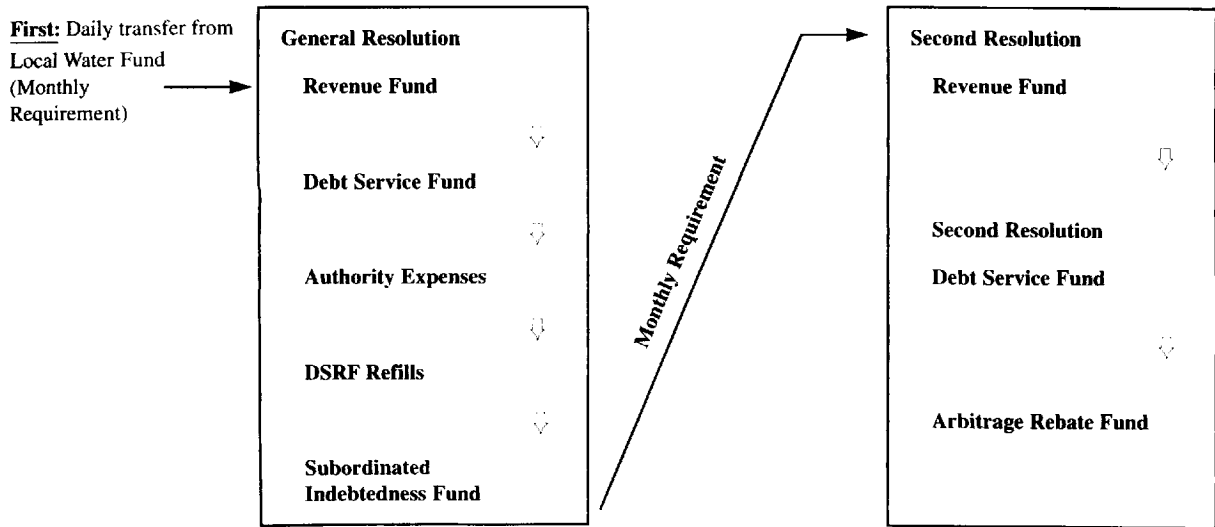 First: Daily transfer from
Local Water Fund
(Monthly
Requirement)
General Resolution
Revenue Fund
Debt Service Fund
Authority Expenses
DSRF Refills
Subordinated
Indebtedness Fund
Monthly Requirement
Second Resolution
Revenue Fund
Second Resolution
Debt Service Fund
Arbitrage Rebate Fund